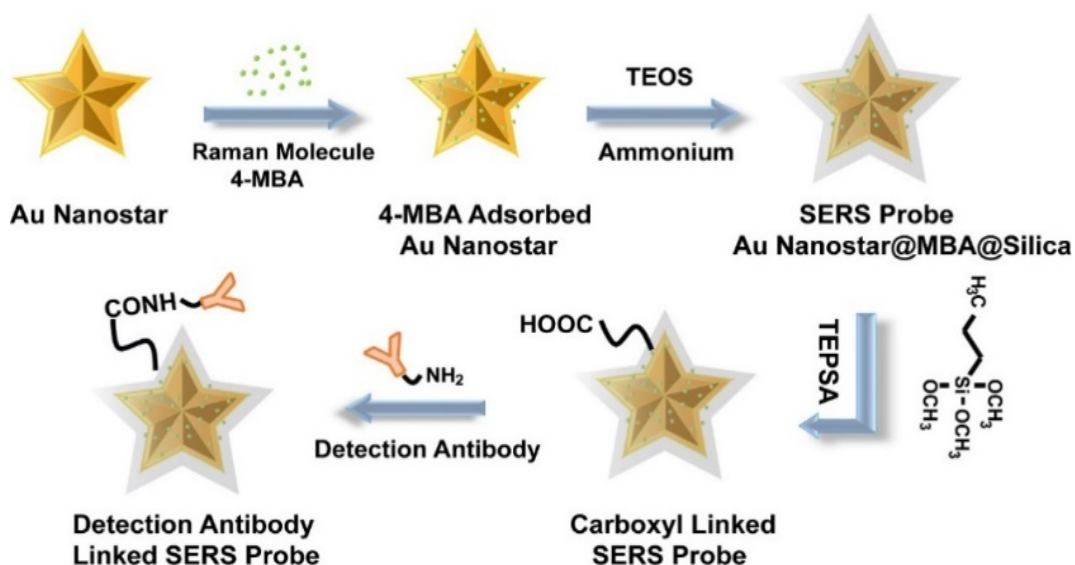 Raman Molecule
4-MBA
TEOS
Ammonium
Au Nanostar
4-MBA Adsorbed
Au Nanostar
SERS Probe
Au Nanostar@MBA@Silica
H₃C
Si
OCH₃
OCH₃
OCH₃
TEPSA
HOOC
NH₂
Detection Antibody
CONH
Carboxyl Linked
SERS Probe
Detection Antibody
Linked SERS Probe